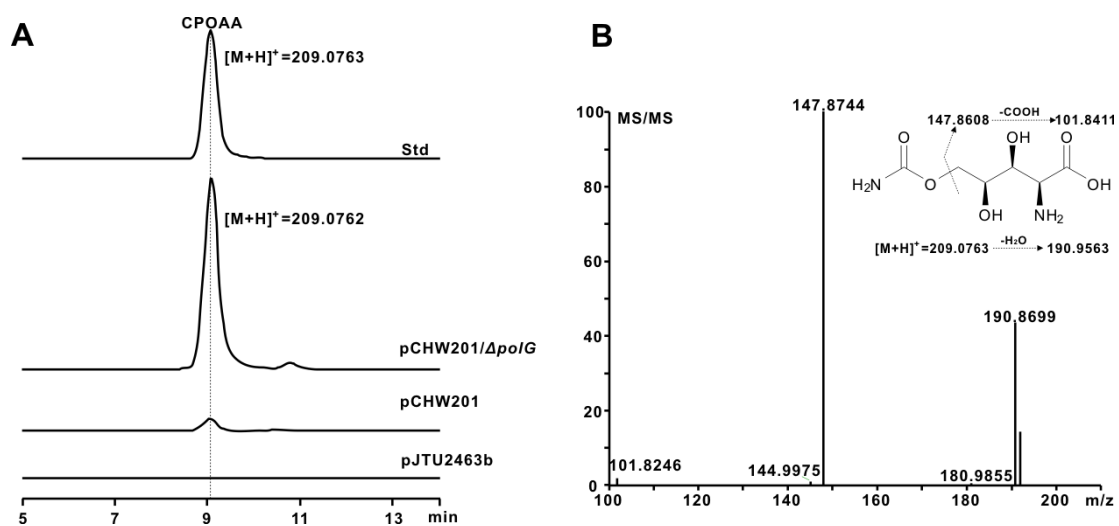 A
CPOAA
[M+H]⁺=209.0763
Std
[M+H]⁺=209.0762
pCHW201/ΔpolG
pCHW201
pJTU2463b
5 7 9 11 13 min
B
MS/MS
147.8744
147.8608 -COOH 101.8411
OH O
O
H₂N O OH
OH NH₂
[M+H]⁺=209.0763 -H₂O 190.9563
190.8699
101.8246 144.9975 180.9855
100
80
60
40
20
0
100 120 140 160 180 200 m/z